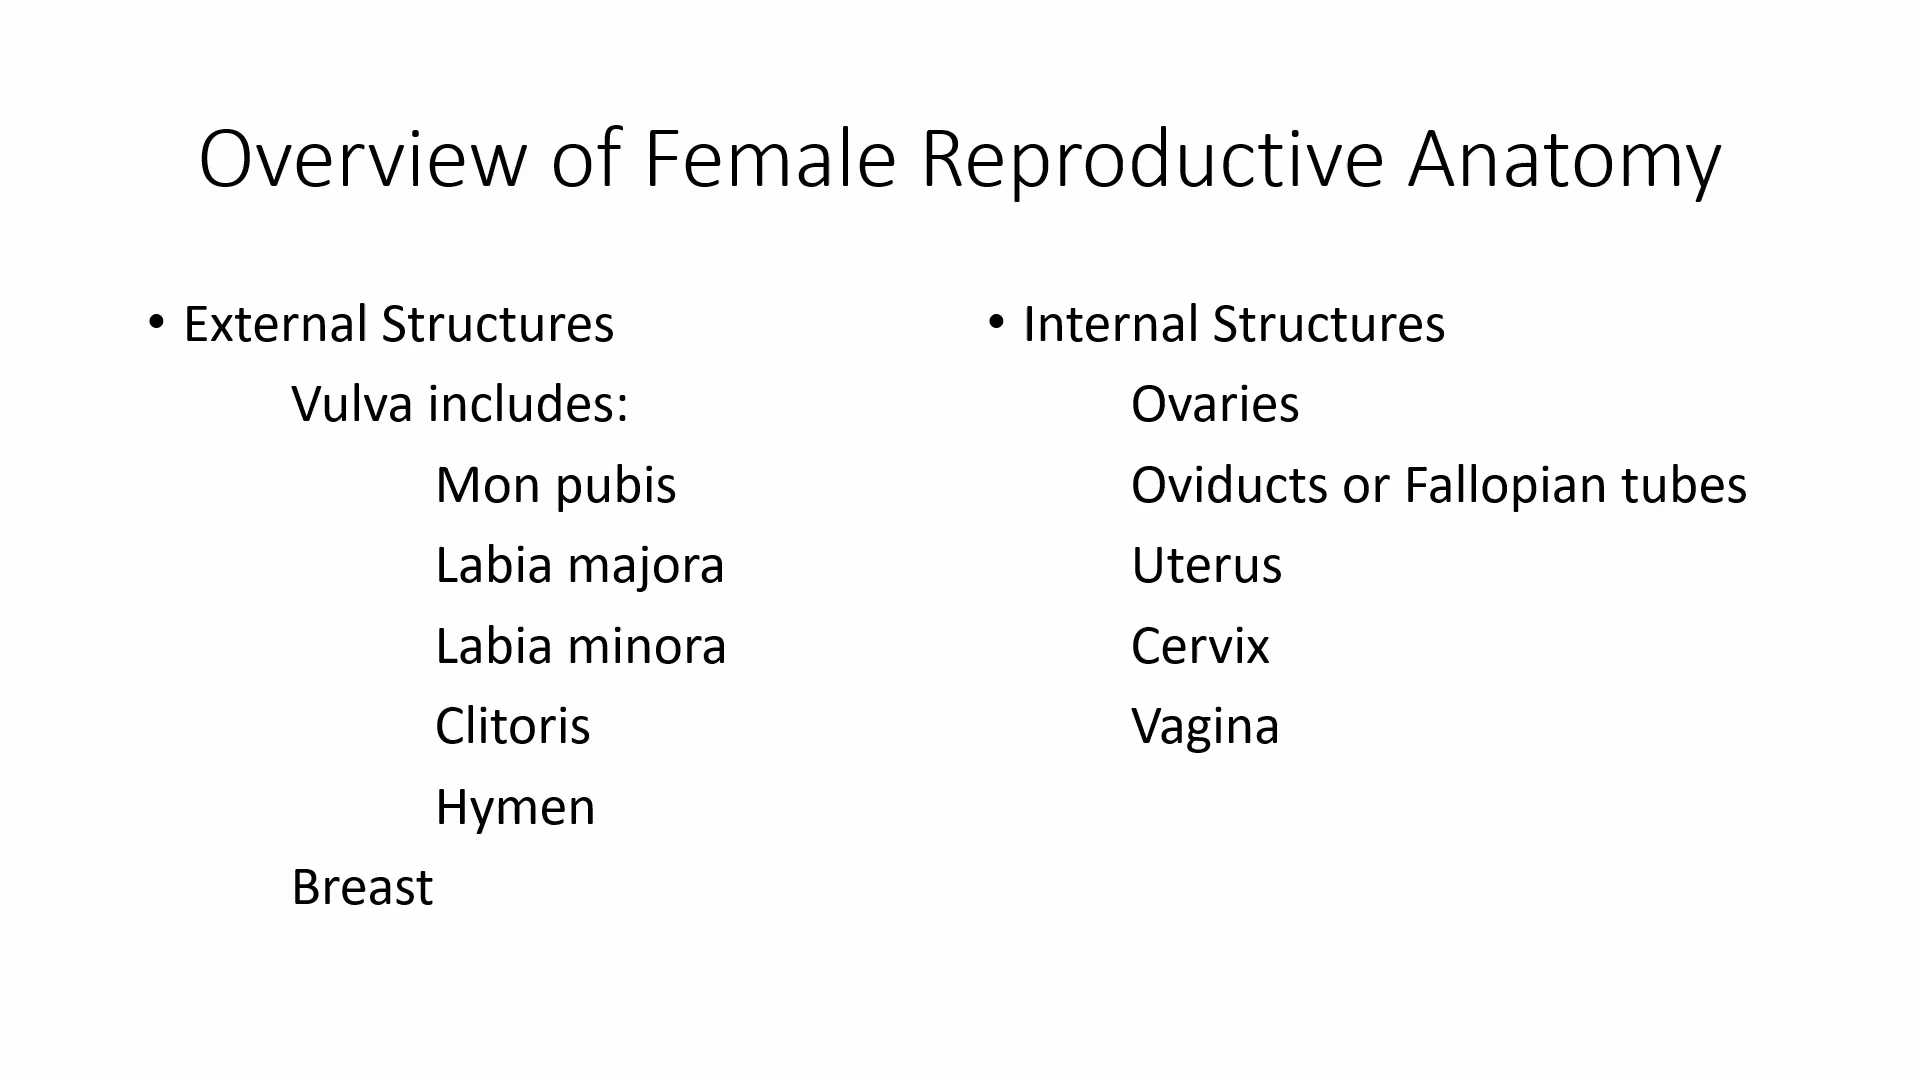 Overview of Female Reproductive Anatomy
• External Structures
Vulva includes:
Mon pubis
Labia majora
Labia minora
Clitoris
Hymen
Breast
• Internal Structures
Ovaries
Oviducts or Fallopian tubes
Uterus
Cervix
Vagina